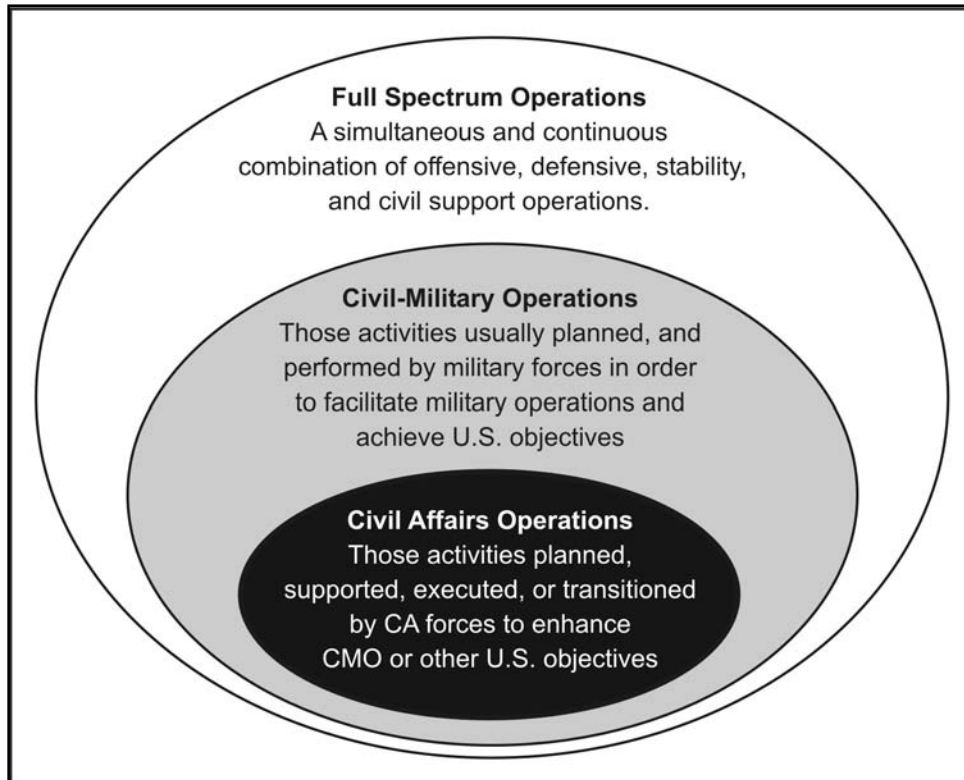 Full Spectrum Operations
A simultaneous and continuous
combination of offensive, defensive, stability,
and civil support operations.
Civil-Military Operations
Those activities usually planned, and
performed by military forces in order
to facilitate military operations and
achieve U.S. objectives
Civil Affairs Operations
Those activities planned,
supported, executed, or transitioned
by CA forces to enhance
CMO or other U.S. objectives